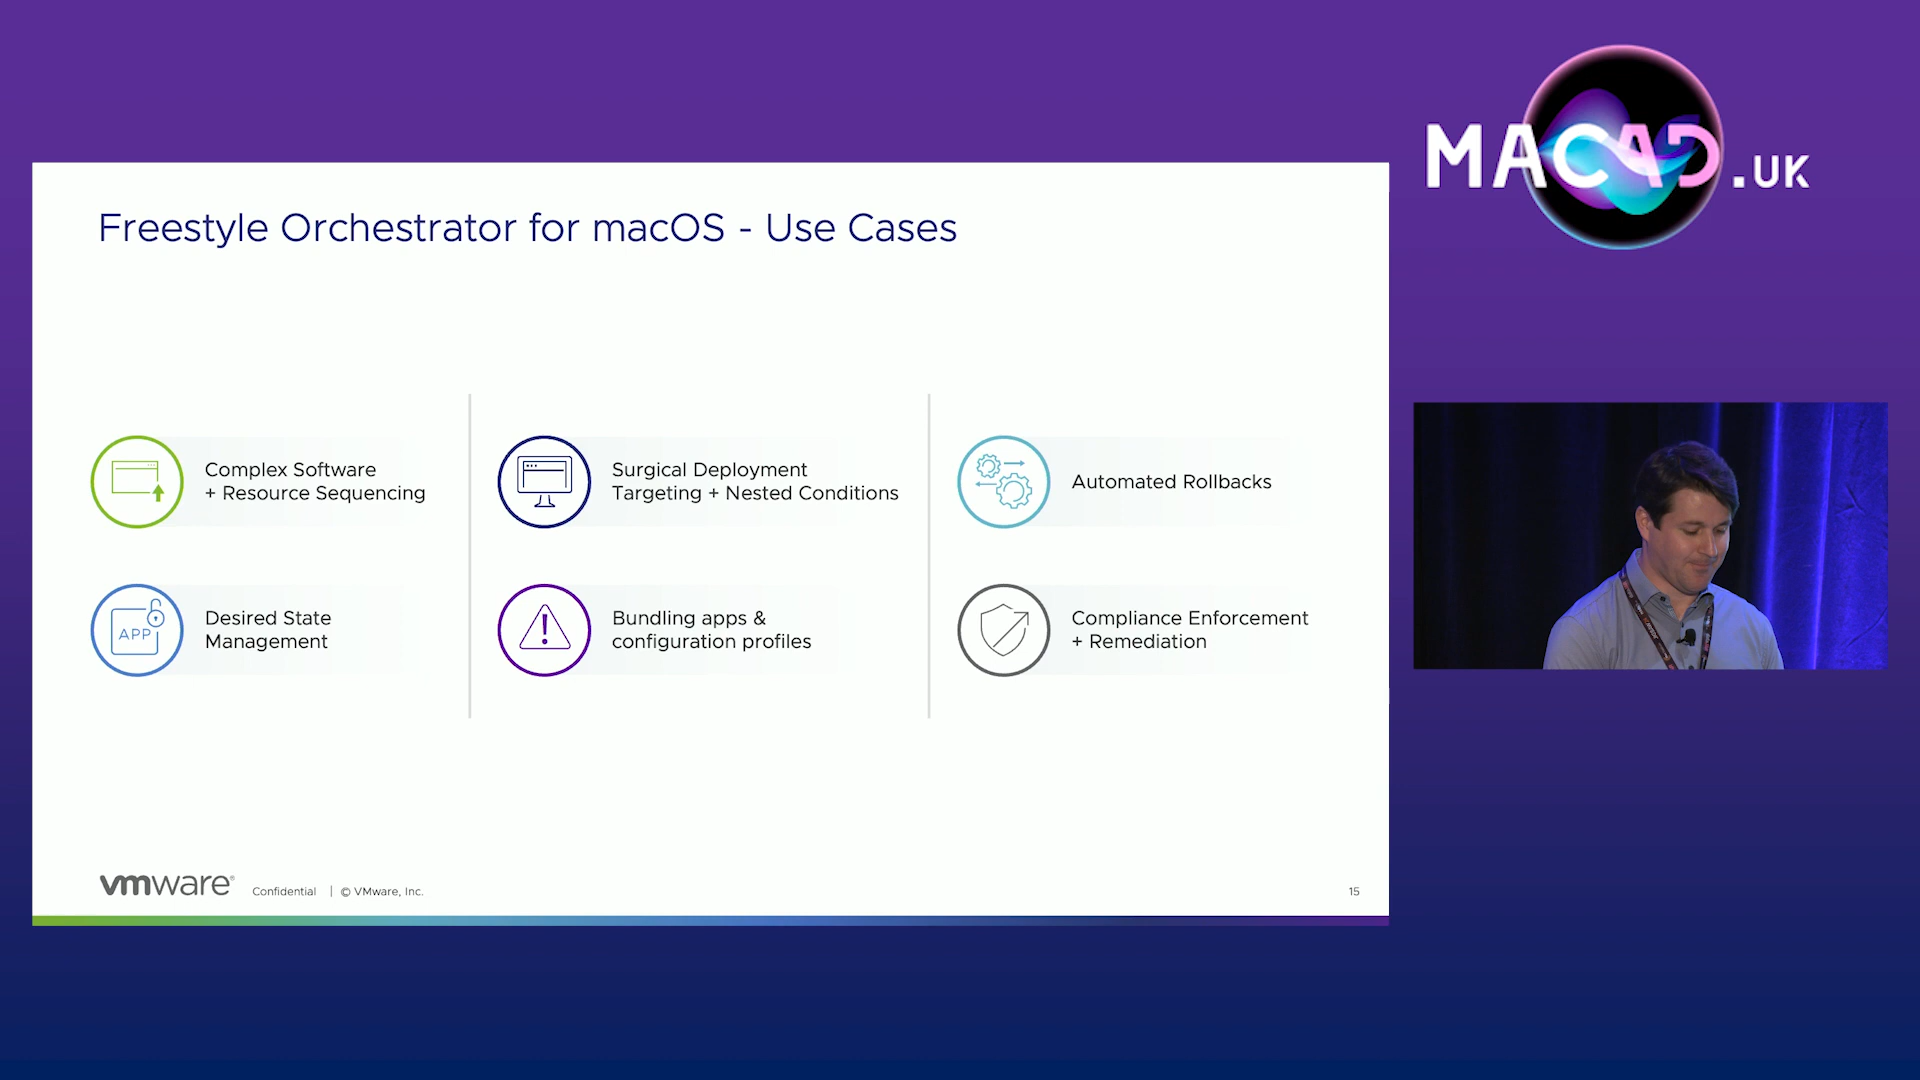 MACAD.UK
Freestyle Orchestrator for macOS - Use Cases
Complex Software
+ Resource Sequencing
Surgical Deployment
Targeting + Nested Conditions
Automated Rollbacks
APP
Desired State
Management
Bundling apps &
configuration profiles
Compliance Enforcement
+ Remediation
vmware® Confidential | © VMware, Inc. 15